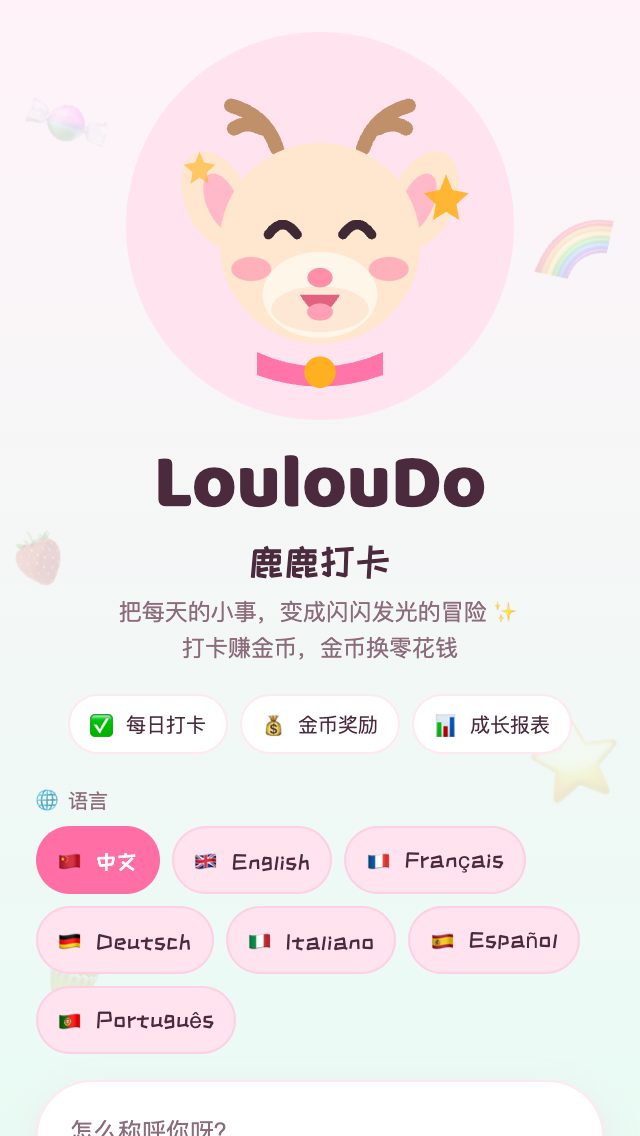 LoulouDo
鹿鹿打卡
把每天的小事，变成闪闪发光的冒险 ✨
打卡赚金币，金币换零花钱
✅ 每日打卡
💰 金币奖励
📊 成长报表
🌐 语言
🇨🇳 中文
🇬🇧 English
🇫🇷 Français
🇩🇪 Deutsch
🇮🇹 Italiano
🇪🇸 Español
🇵🇹 Português
怎么称呼你呀？